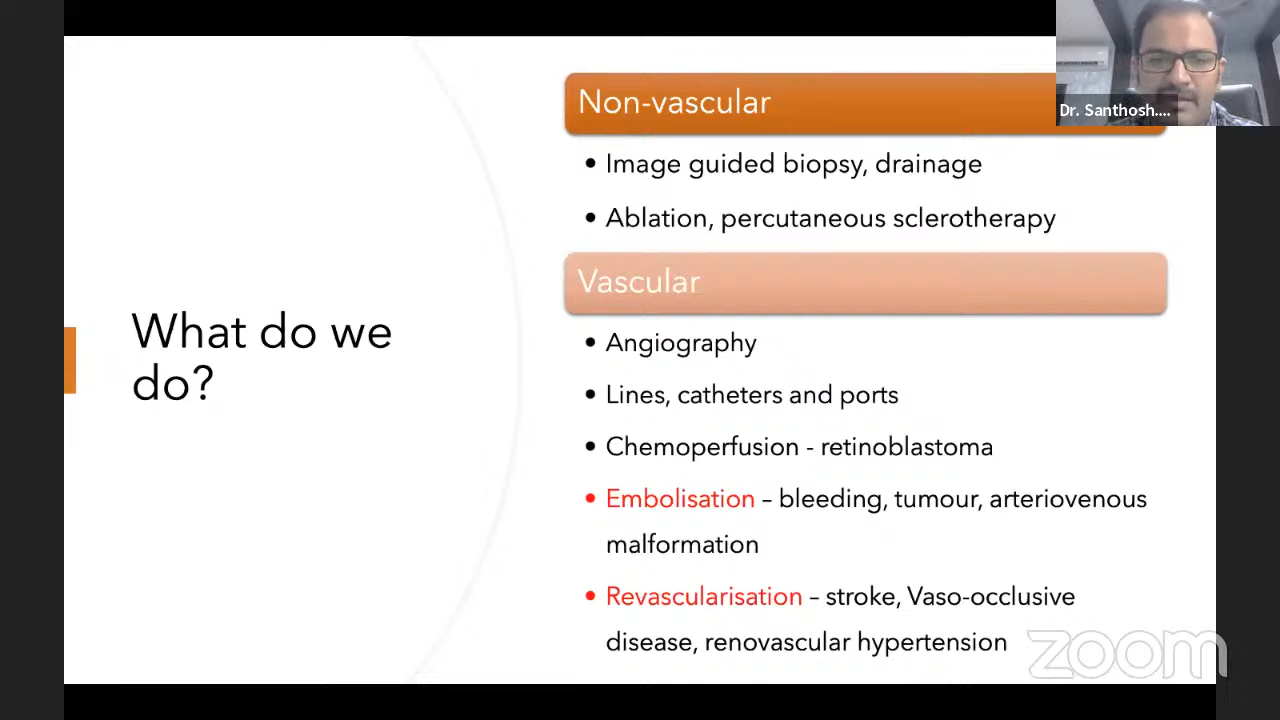 Non-vascular
Dr. Santhosh....
• Image guided biopsy, drainage
• Ablation, percutaneous sclerotherapy
Vascular
What do we
do?
• Angiography
• Lines, catheters and ports
• Chemoperfusion - retinoblastoma
• Embolisation – bleeding, tumour, arteriovenous
malformation
• Revascularisation – stroke, Vaso-occlusive
disease, renovascular hypertension
zoom